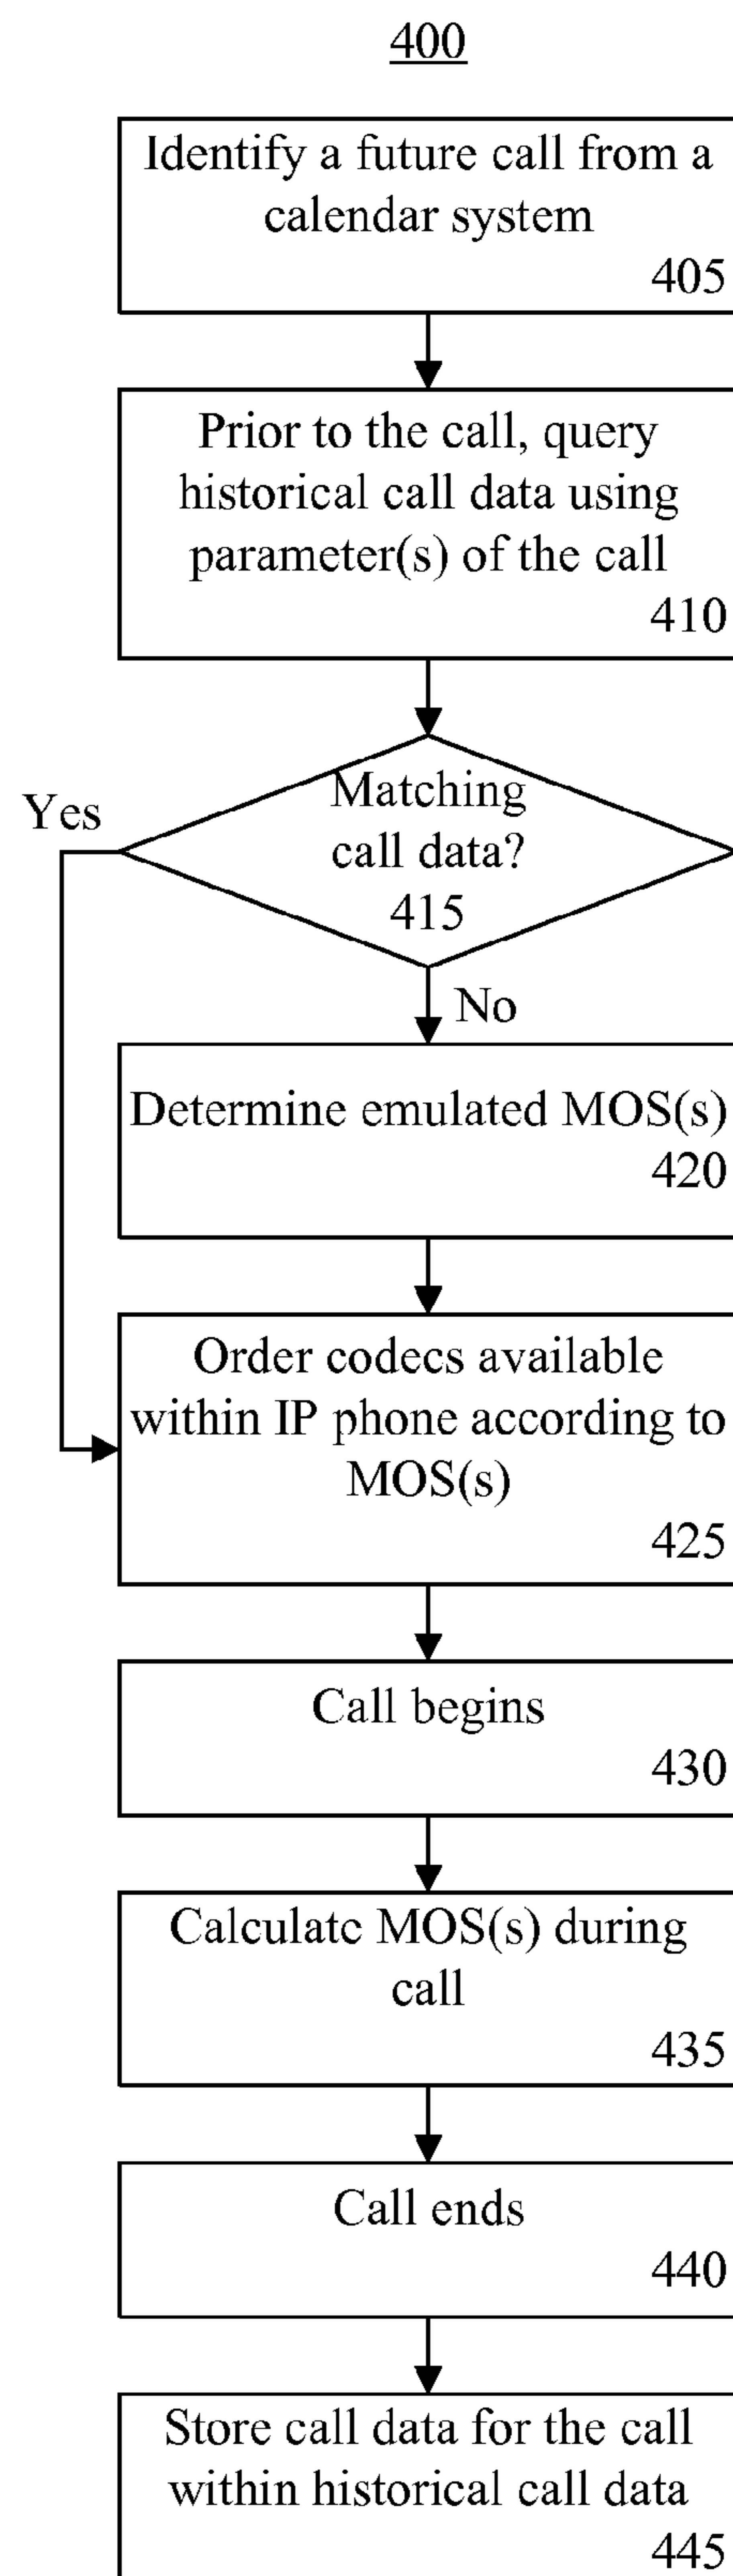 400
Identify a future call from a
calendar system
405
Prior to the call, query
historical call data using
parameter(s) of the call
410
Matching
call data?
415
Yes
No
Determine emulated MOS(s)
420
Order codecs available
within IP phone according to
MOS(s)
425
Call begins
430
Calculate MOS(s) during
call
435
Call ends
440
Store call data for the call
within historical call data
445